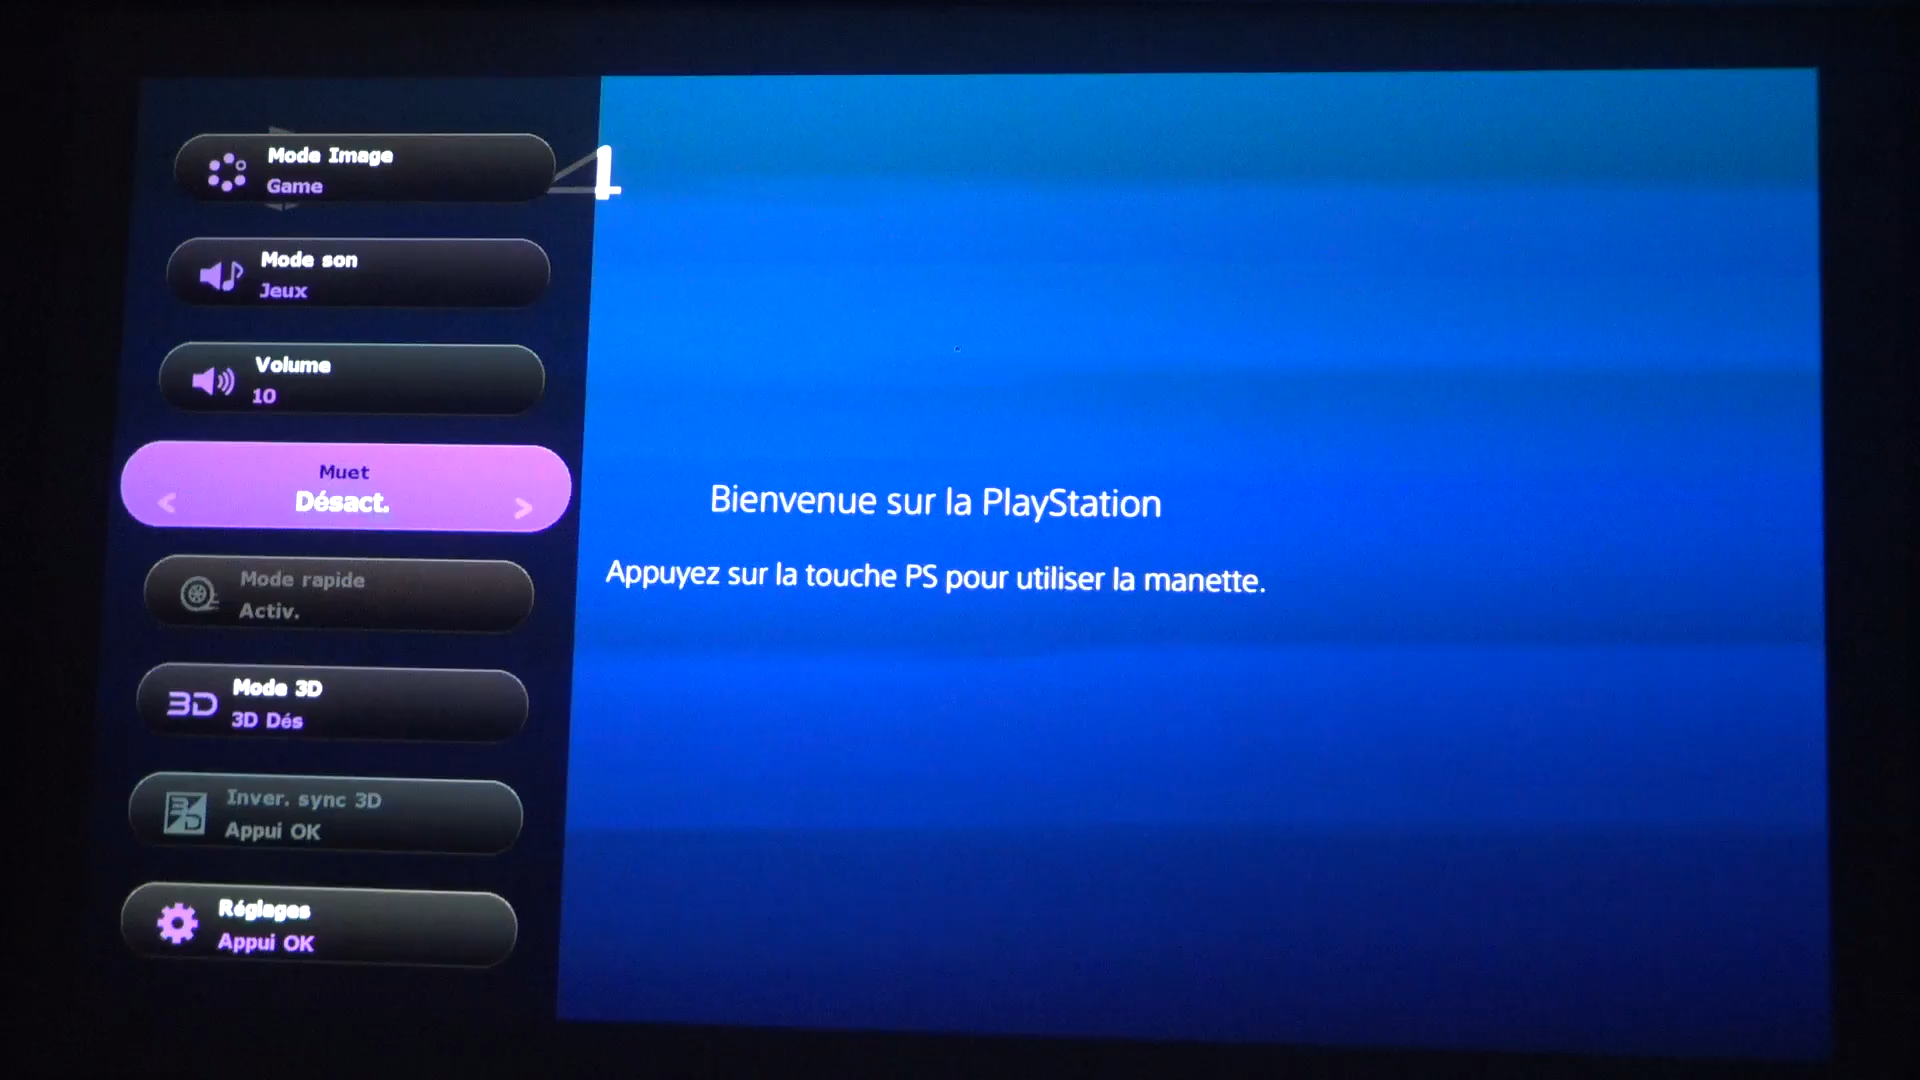 Mode Image
Game
Mode son
Jeux
Volume
10
Muet
< Désact. >
Mode rapide
Activ.
3D
Mode 3D
3D Dés
Inver. sync 3D
Appui OK
Réglages
Appui OK
4
Bienvenue sur la PlayStation
Appuyez sur la touche PS pour utiliser la manette.